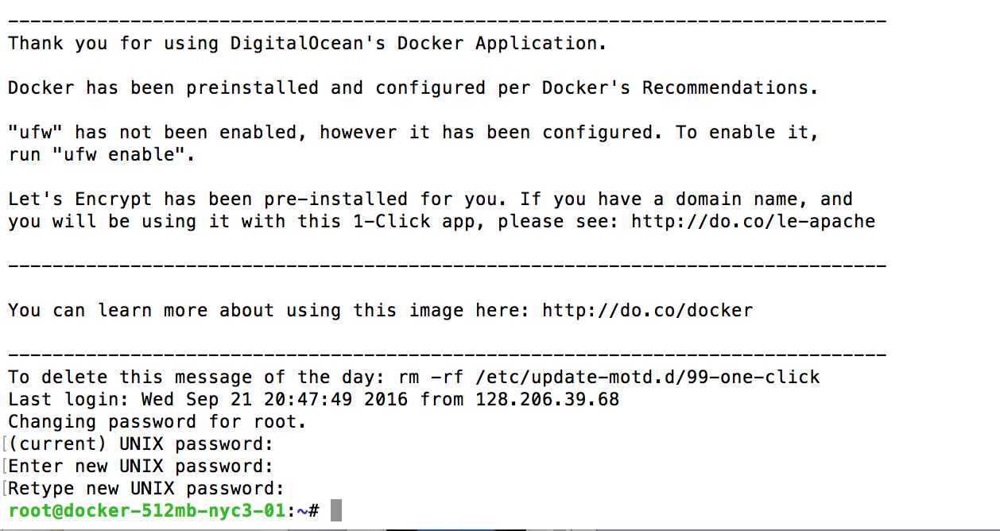 -------------------------------------------------------------------------------
Thank you for using DigitalOcean's Docker Application.
Docker has been preinstalled and configured per Docker's Recommendations.
"ufw" has not been enabled, however it has been configured. To enable it,
run "ufw enable".
Let's Encrypt has been pre-installed for you. If you have a domain name, and
you will be using it with this 1-Click app, please see: http://do.co/le-apache
-------------------------------------------------------------------------------
You can learn more about using this image here: http://do.co/docker
-------------------------------------------------------------------------------
To delete this message of the day: rm -rf /etc/update-motd.d/99-one-click
Last login: Wed Sep 21 20:47:49 2016 from 128.206.39.68
Changing password for root.
[(current) UNIX password:
[Enter new UNIX password:
[Retype new UNIX password:
root@docker-512mb-nyc3-01:~#